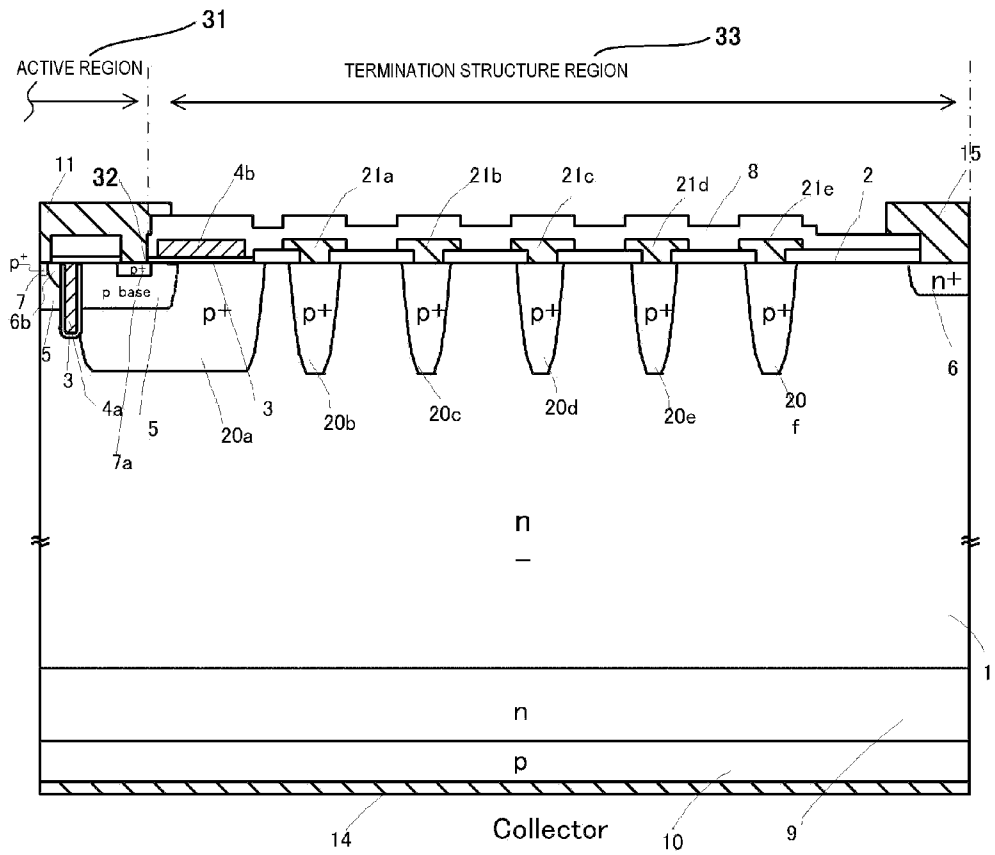 31
33
ACTIVE REGION
TERMINATION STRUCTURE REGION
11
32
4b
21a
21b
21c
21d
8
21e
2
15
p+
p+
p base
n+
7
6b
5
p+
p+
p+
p+
p+
p+
3
4a
7a
5
20a
3
20b
20c
20d
20e
20
f
6
n
−
1
n
p
14
Collector
10
9